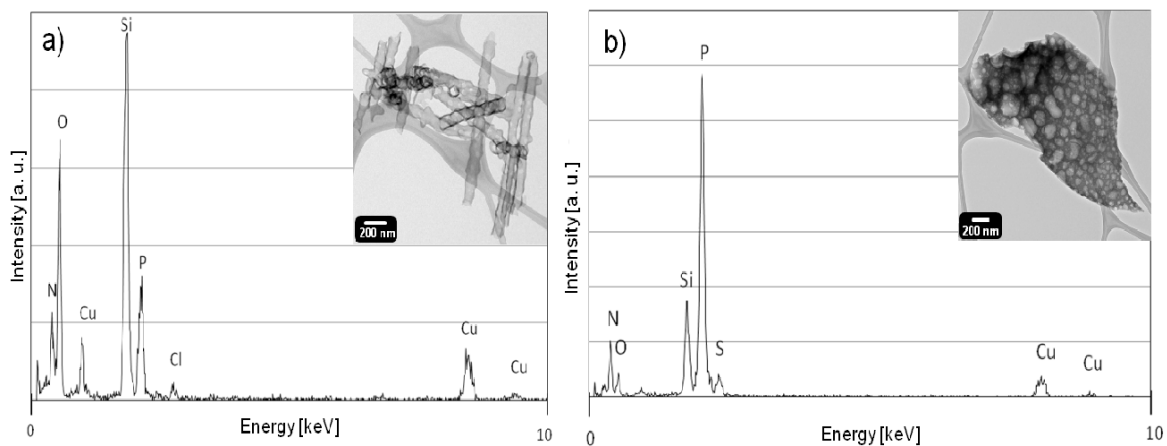 a)
Si
O
N
Cu
P
Cl
Cu
Cu
200 nm
Intensity [a. u.]
0
Energy [keV]
10
b)
P
Si
N
O
S
Cu
Cu
200 nm
Intensity [a. u.]
0
Energy [keV]
10